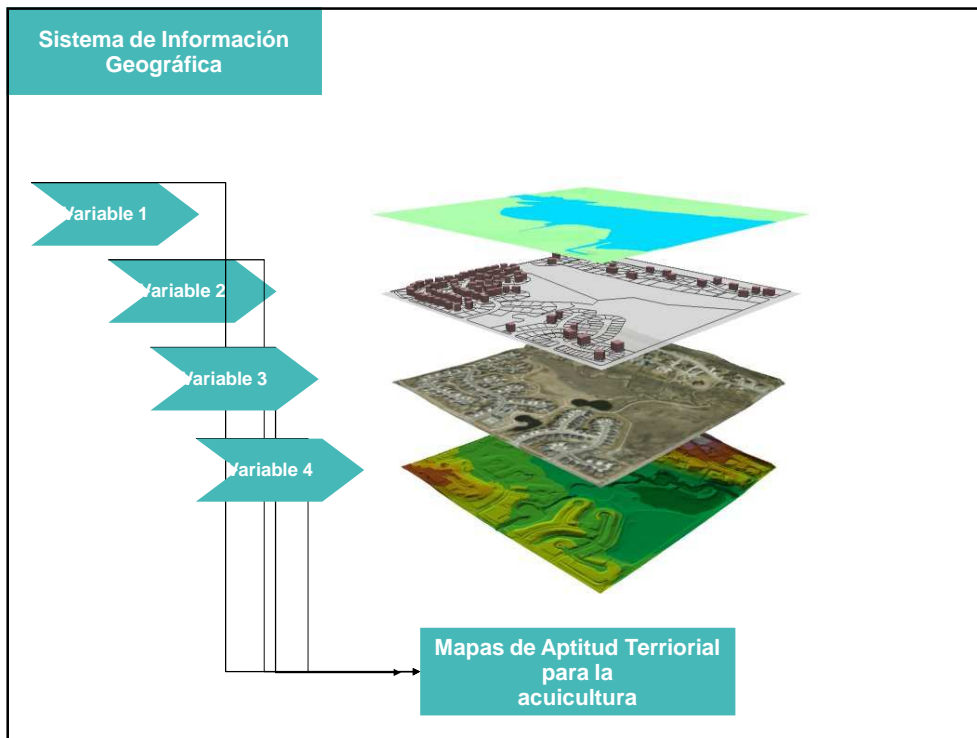 Sistema de Información
Geográfica
Variable 1
Variable 2
Variable 3
Variable 4
Mapas de Aptitud Terriorial
para la
acuicultura